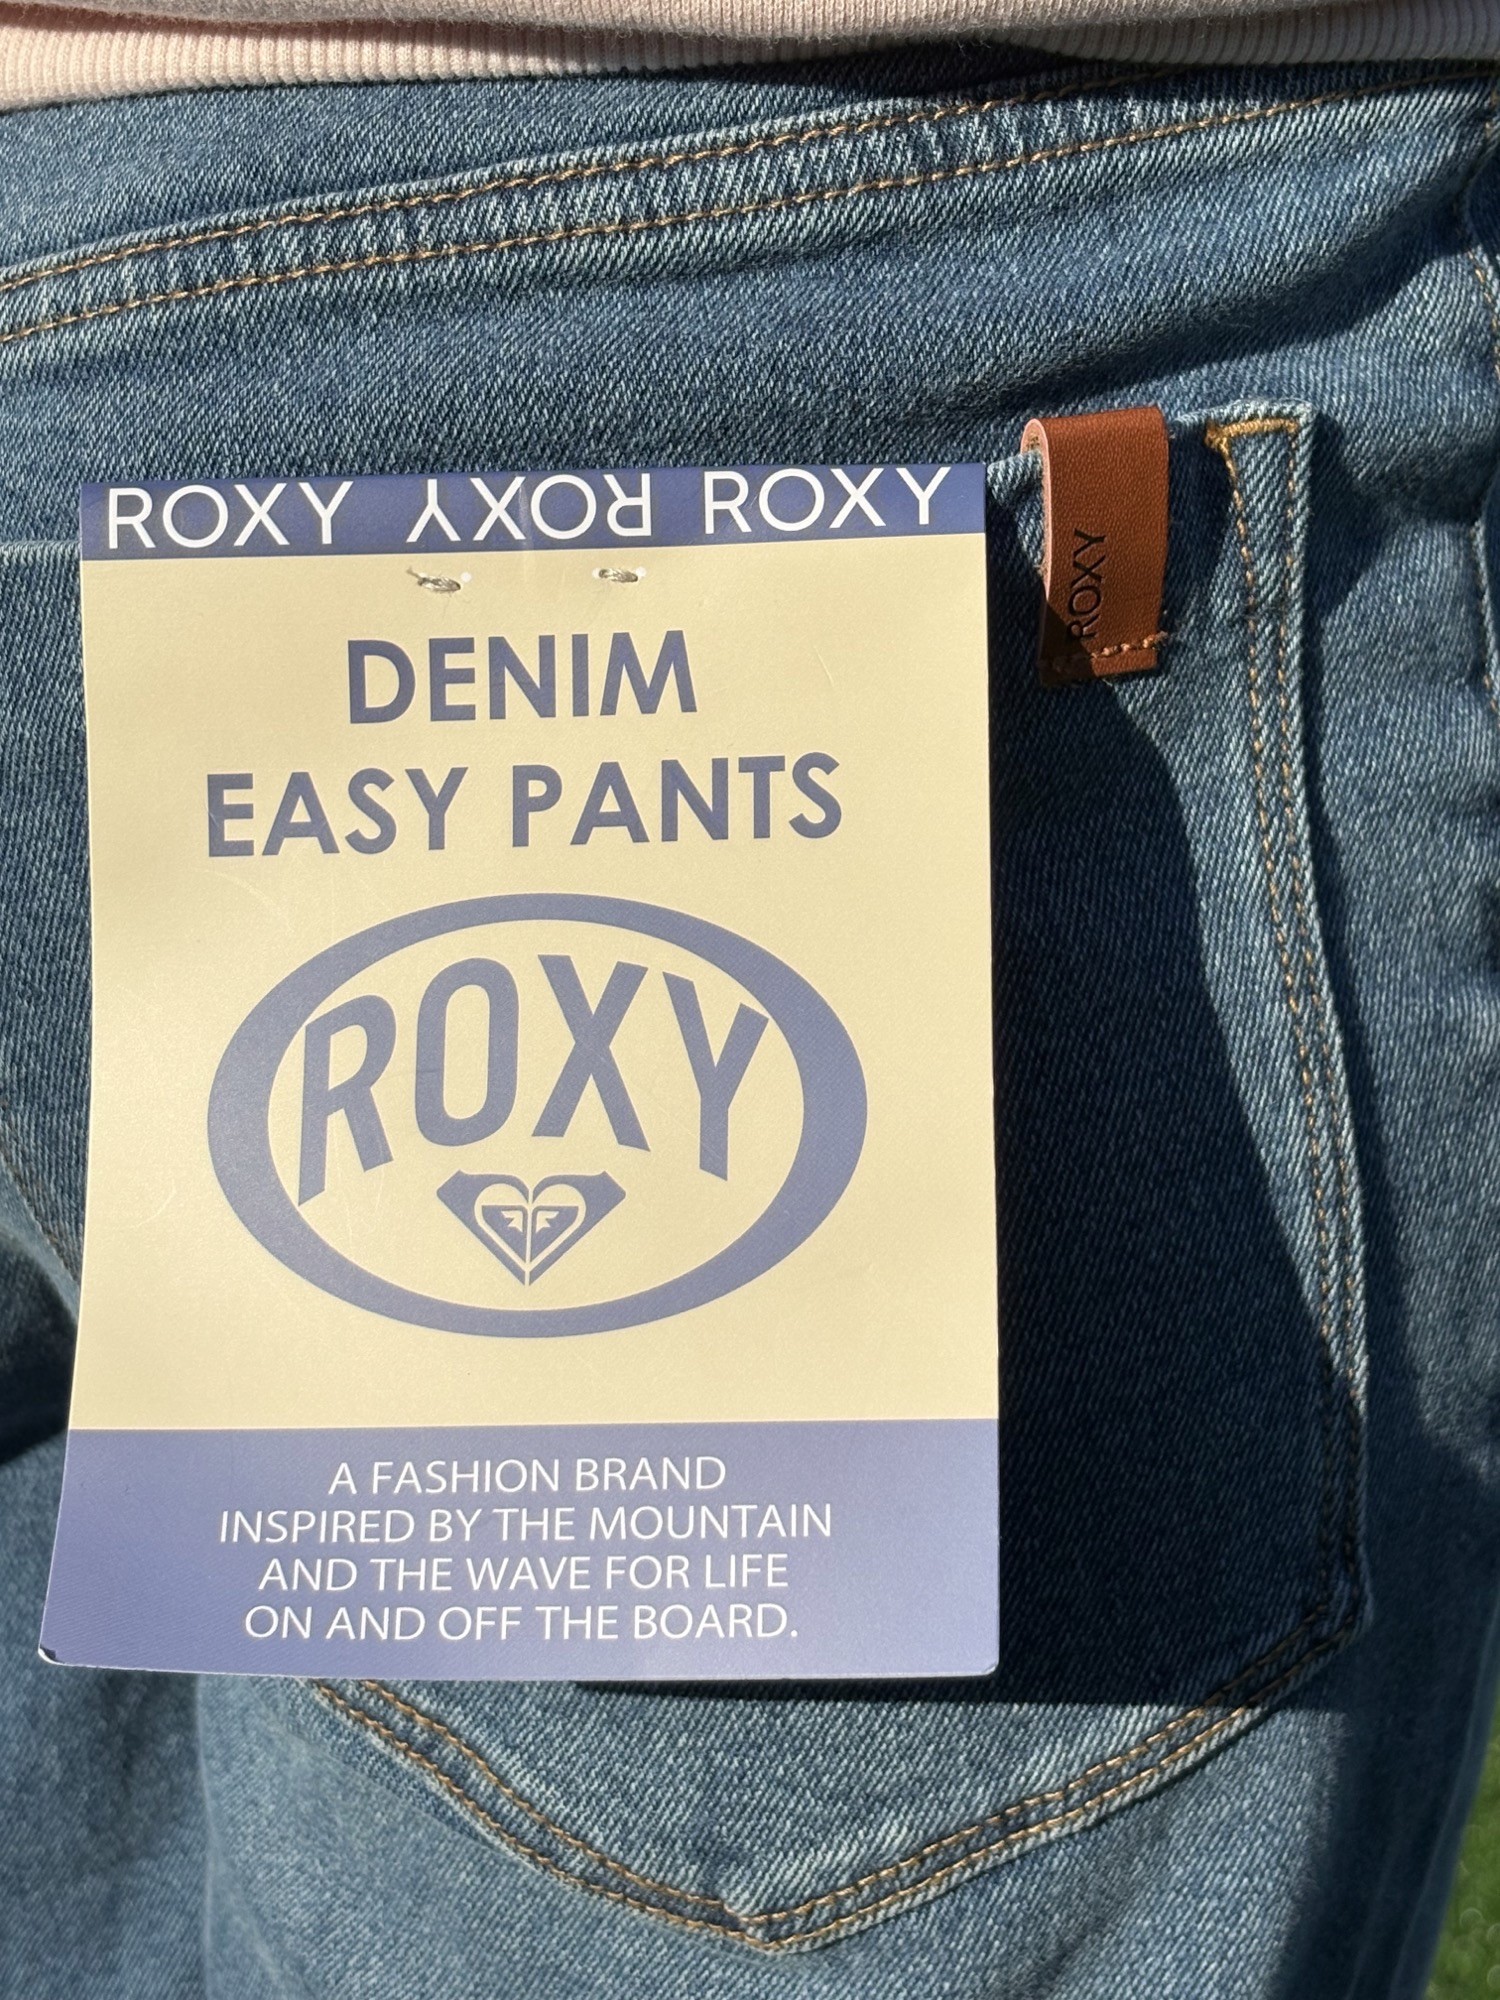 ROXY ROXY ROXY
DENIM
EASY PANTS
ROXY
A FASHION BRAND
INSPIRED BY THE MOUNTAIN
AND THE WAVE FOR LIFE
ON AND OFF THE BOARD.
ROXY